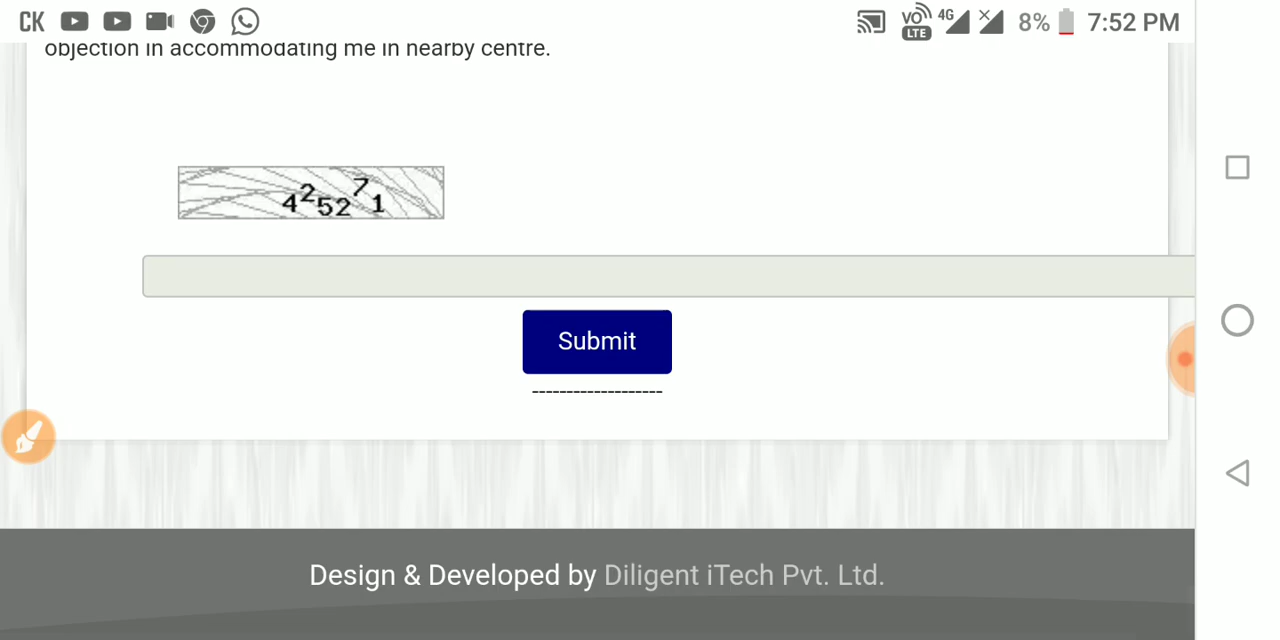 CK VO LTE 4G 8% 7:52 PM
objection in accommodating me in nearby centre.
425271
Submit
-------------------
Design & Developed by Diligent iTech Pvt. Ltd.